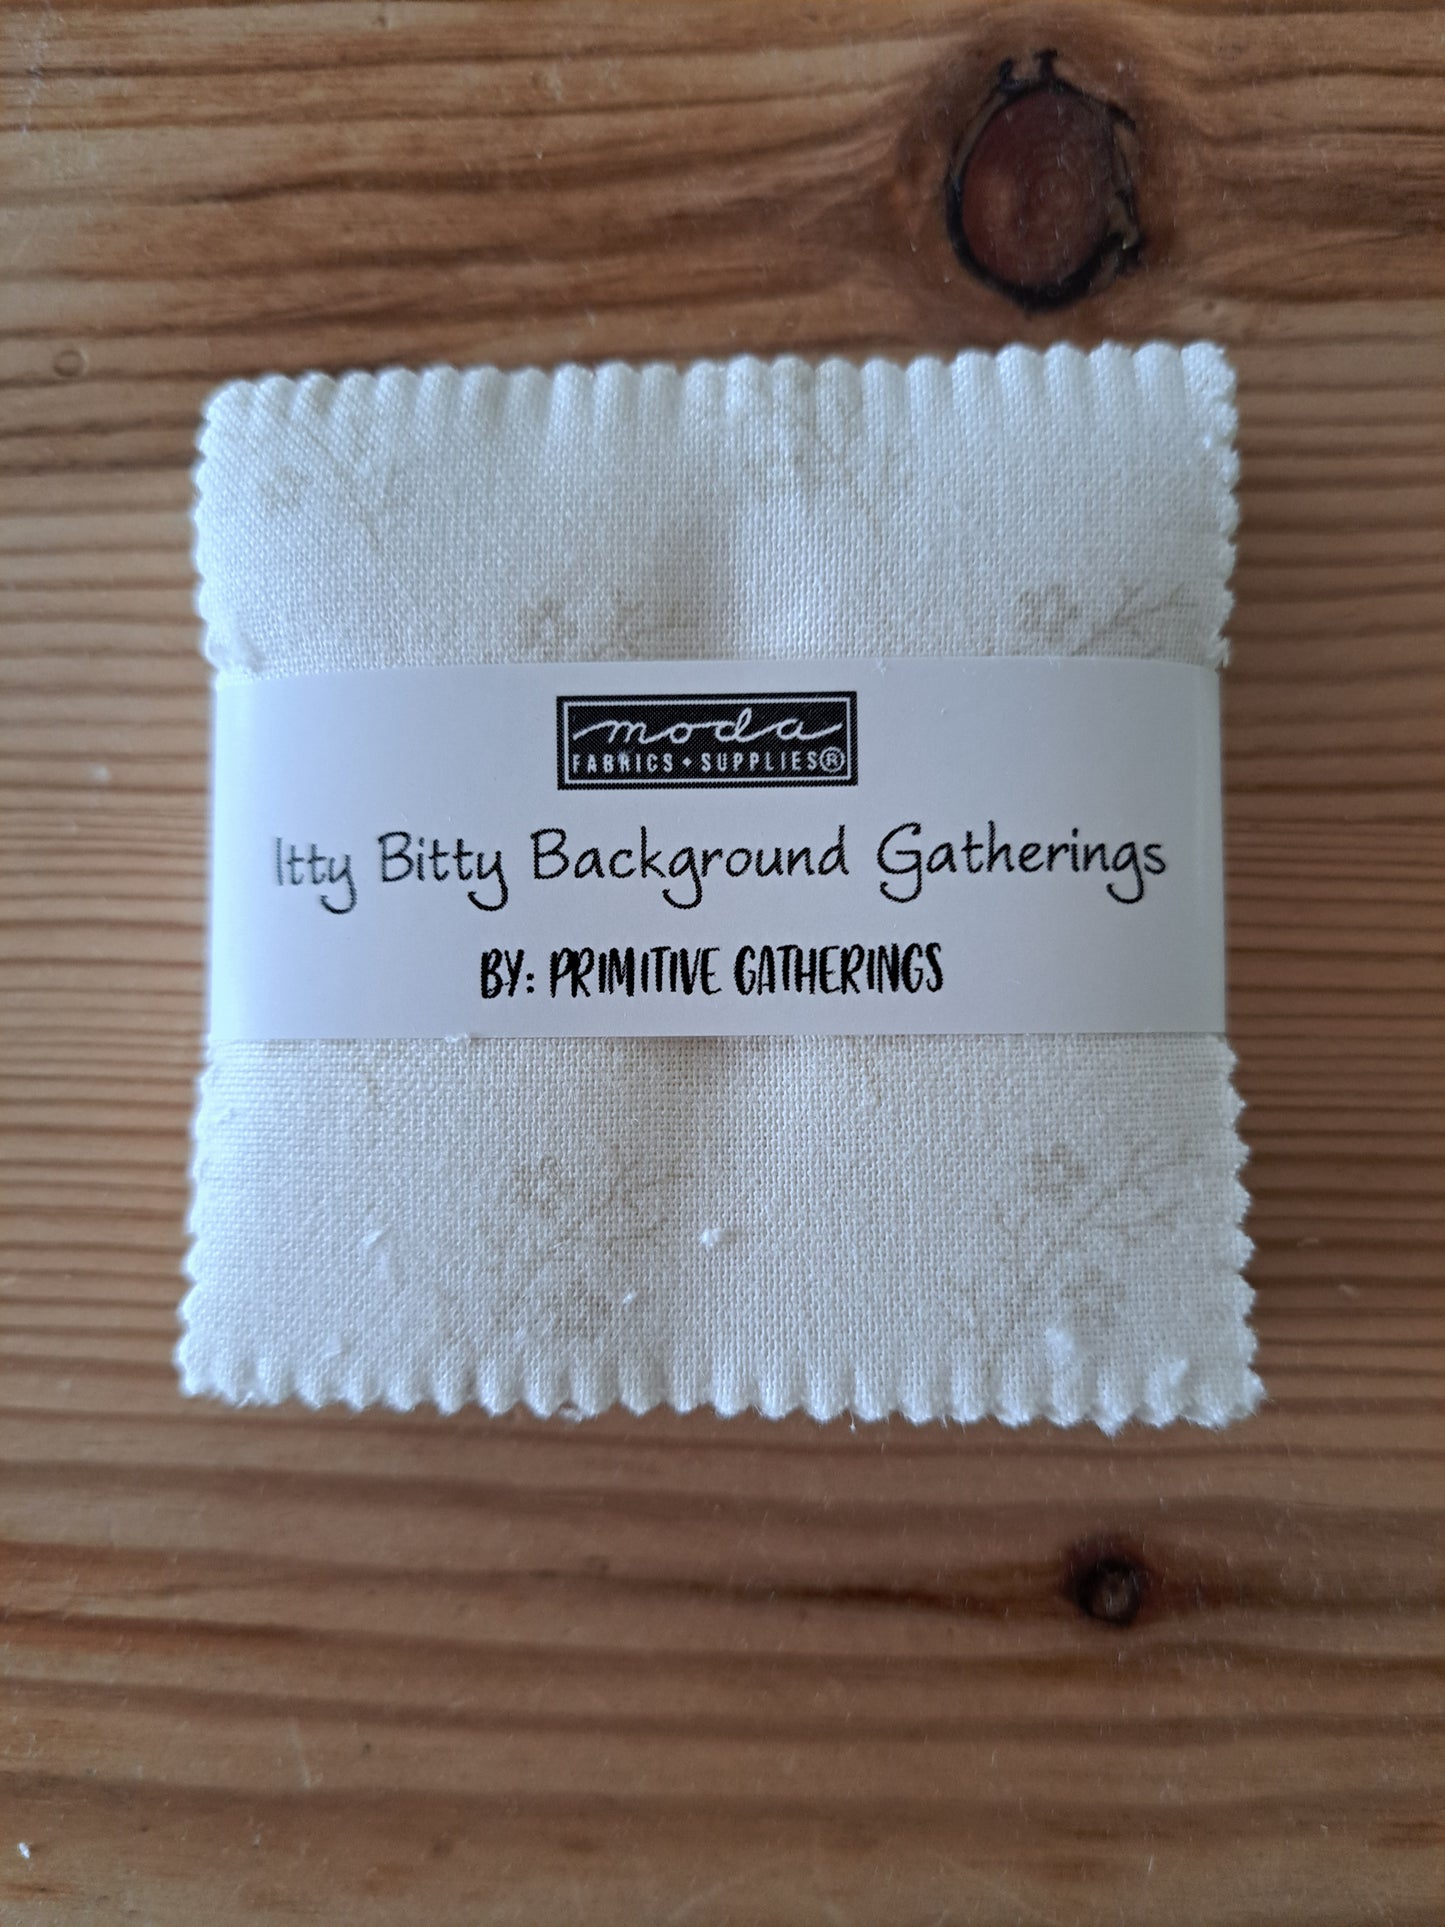 moda
FABRICS • SUPPLIES®
Itty Bitty Background Gatherings
BY: PRIMITIVE GATHERINGS